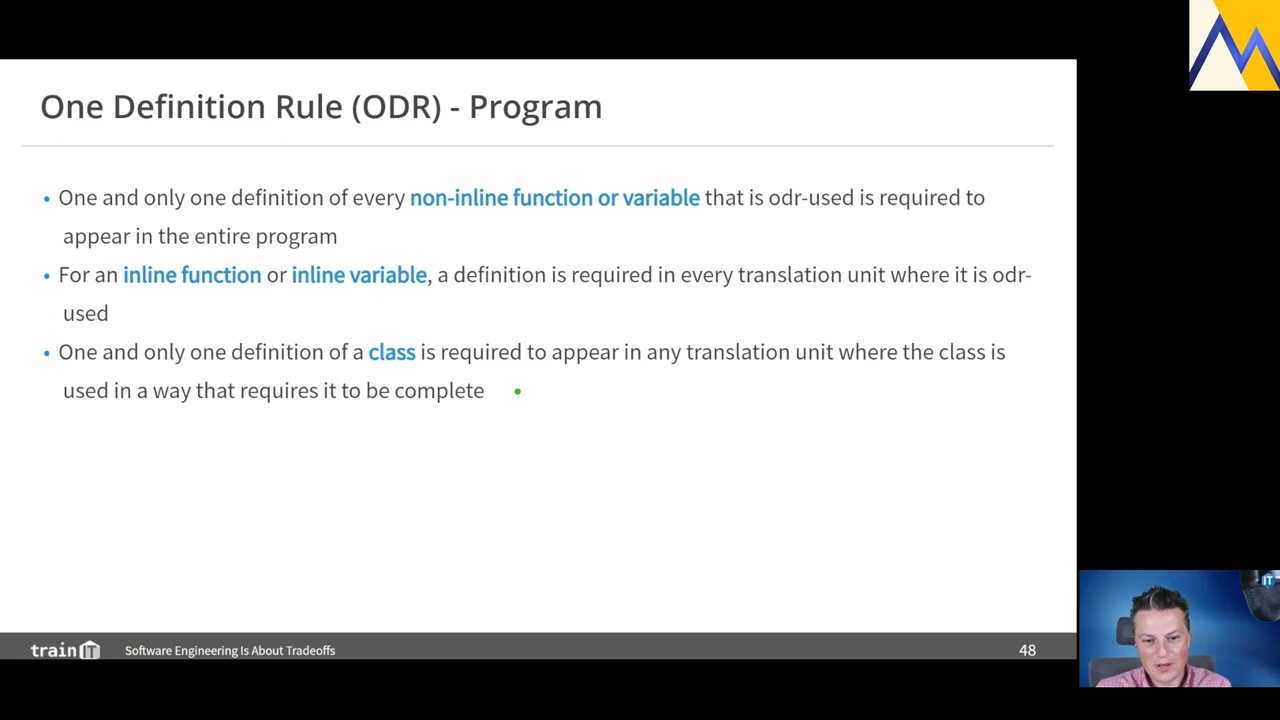 One Definition Rule (ODR) - Program
• One and only one definition of every non-inline function or variable that is odr-used is required to
appear in the entire program
• For an inline function or inline variable, a definition is required in every translation unit where it is odr-
used
• One and only one definition of a class is required to appear in any translation unit where the class is
used in a way that requires it to be complete
train IT
Software Engineering Is About Tradeoffs
48
IT